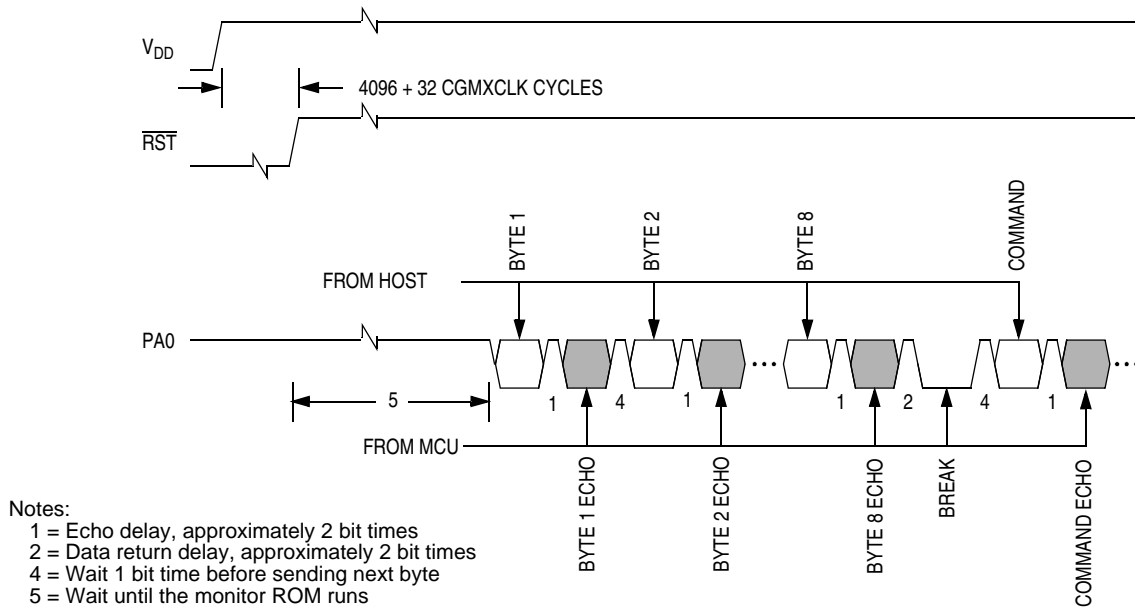 VDD
4096 + 32 CGMXCLK CYCLES
RST
BYTE 1
BYTE 2
BYTE 8
COMMAND
FROM HOST
PA0
1
4
1
1
2
4
1
5
FROM MCU
BYTE 1 ECHO
BYTE 2 ECHO
BYTE 8 ECHO
BREAK
COMMAND ECHO
Notes:
1 = Echo delay, approximately 2 bit times
2 = Data return delay, approximately 2 bit times
4 = Wait 1 bit time before sending next byte
5 = Wait until the monitor ROM runs